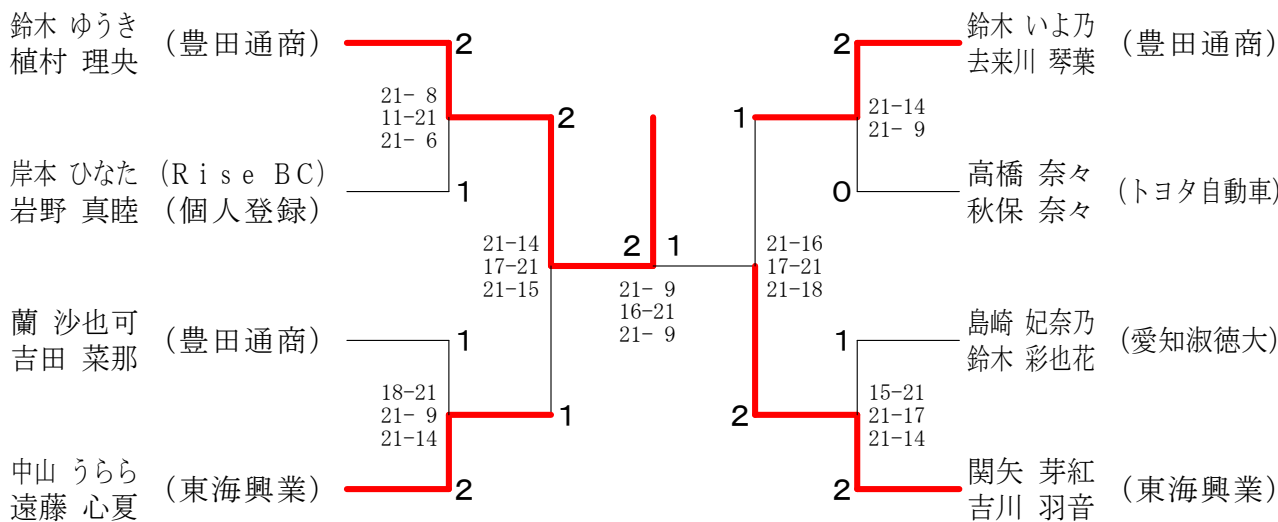 鈴木 ゆうき
植村 理央
(豊田通商)
2
21- 8
11-21
21- 6
岸本 ひなた (Rise BC)
岩野 真睦 (個人登録)
1
2
21-14
17-21
21-15
蘭 沙也可
吉田 菜那
(豊田通商)
1
18-21
21- 9
21-14
中山 うらら
遠藤 心夏
(東海興業)
2
1
2 1
21- 9
16-21
21- 9
鈴木 いよ乃
去来川 琴葉
(豊田通商)
2
21-14
21- 9
高橋 奈々
秋保 奈々
(トヨタ自動車)
0
1
21-16
17-21
21-18
島崎 妃奈乃
鈴木 彩也花
(愛知淑徳大)
1
15-21
21-17
21-14
関矢 芽紅
吉川 羽音
(東海興業)
2
2